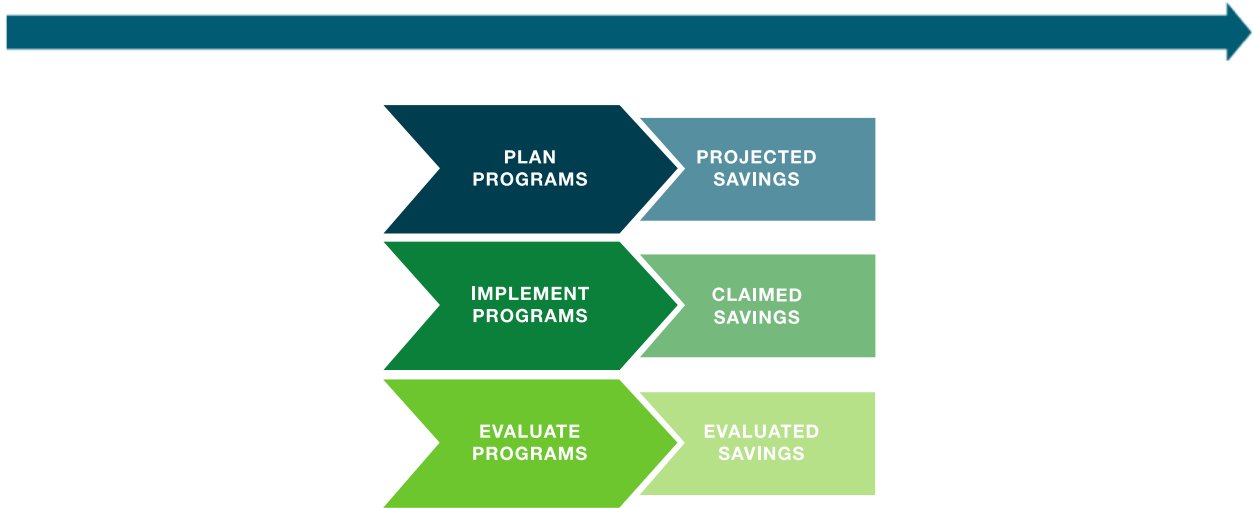 PLAN
PROGRAMS
PROJECTED
SAVINGS
IMPLEMENT
PROGRAMS
CLAIMED
SAVINGS
EVALUATE
PROGRAMS
EVALUATED
SAVINGS